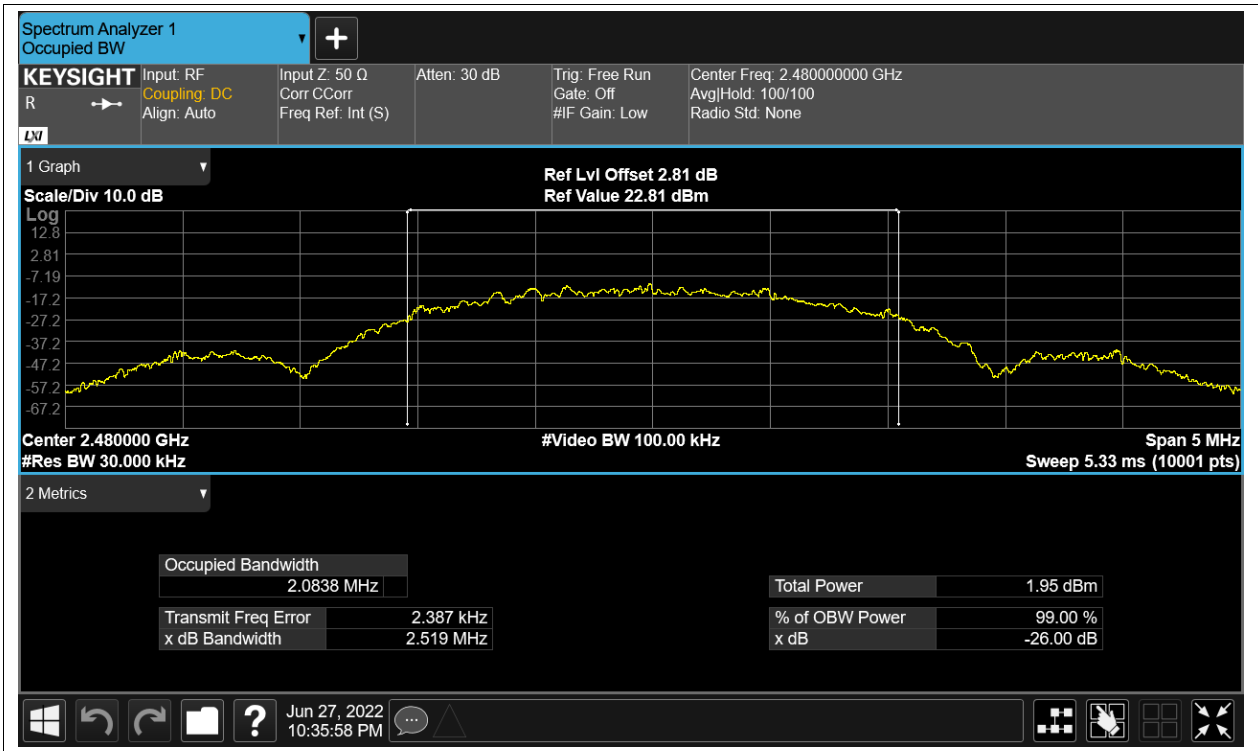 Spectrum Analyzer 1
Occupied BW
KEYSIGHT
R
LXI
Input: RF
Coupling: DC
Align: Auto
Input Z: 50 Ω
Corr CCorr
Freq Ref: Int (S)
Atten: 30 dB
Trig: Free Run
Gate: Off
#IF Gain: Low
Center Freq: 2.480000000 GHz
Avg|Hold: 100/100
Radio Std: None
1 Graph
Scale/Div 10.0 dB
Ref Lvl Offset 2.81 dB
Ref Value 22.81 dBm
Log
12.8
2.81
-7.19
-17.2
-27.2
-37.2
-47.2
-57.2
-67.2
Center 2.480000 GHz
#Res BW 30.000 kHz
#Video BW 100.00 kHz
Span 5 MHz
Sweep 5.33 ms (10001 pts)
2 Metrics
Occupied Bandwidth
2.0838 MHz
Transmit Freq Error 2.387 kHz
x dB Bandwidth 2.519 MHz
Total Power 1.95 dBm
% of OBW Power 99.00 %
x dB -26.00 dB
?
Jun 27, 2022
10:35:58 PM